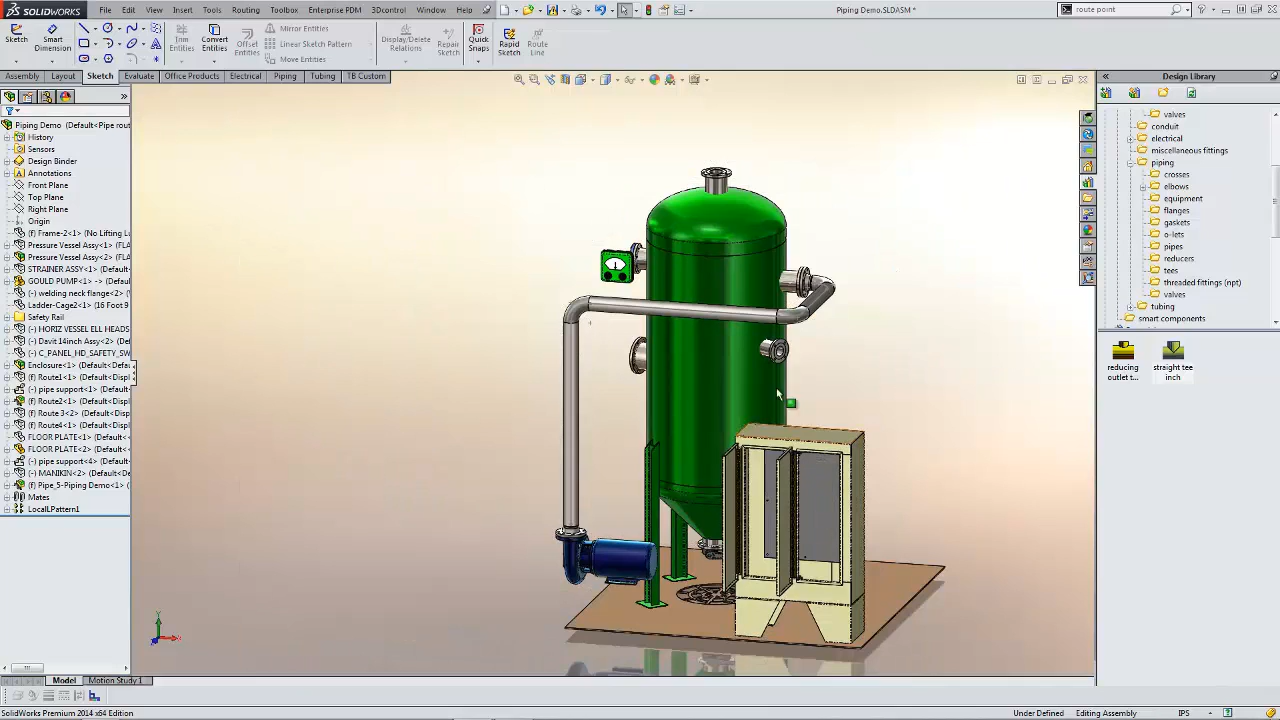 SOLIDWORKS
File Edit View Insert Tools Routing Toolbox Enterprise PDM 3Dcontrol Window Help
Piping Demo.SLDASM *
route point
Sketch
Smart Dimension
Trim Entities
Convert Entities
Offset Entities
Mirror Entities
Linear Sketch Pattern
Move Entities
Display/Delete Relations
Repair Sketch
Quick Snaps
Rapid Sketch
Route Line
Assembly Layout Sketch Evaluate Office Products Electrical Piping Tubing TB Custom
Piping Demo (Default<Pipe rout
History
Sensors
Design Binder
Annotations
Front Plane
Top Plane
Right Plane
Origin
(f) Frame-2<1> (No Lifting L
Pressure Vessel Assy<1> (FLA
Pressure Vessel Assy<2> (FLA
STRAINER ASSY<1> (Default
GOULD PUMP<1> -> (Default
(-) welding neck flange<2> (
Ladder-Cage2<1> (16 Foot 9
Safety Rail
(-) HORIZ VESSEL ELL HEADS
(-) Davit 14inch Assy<2> (Def
(-) C_PANEL_HD_SAFETY_SW
Enclosure<1> (Default<Defa
(f) Route1<1> (Default<Displ
(-) pipe support<1> (Default
(f) Route2<1> (Default<Displ
(f) Route 3<2> (Default<Disp
(f) Route4<1> (Default<Displ
FLOOR PLATE<1> (Default<
FLOOR PLATE<2> (Default<
(-) pipe support<4> (Default
(-) MANIKIN<2> (Default<De
(f) Pipe_5-Piping Demo<1> (
Mates
LocalLPattern1
Design Library
valves
conduit
electrical
miscellaneous fittings
piping
crosses
elbows
equipment
flanges
gaskets
o-lets
pipes
reducers
tees
threaded fittings (npt)
valves
tubing
smart components
reducing outlet t...
straight tee inch
Model Motion Study 1
SolidWorks Premium 2014 x64 Edition
Under Defined Editing Assembly IPS